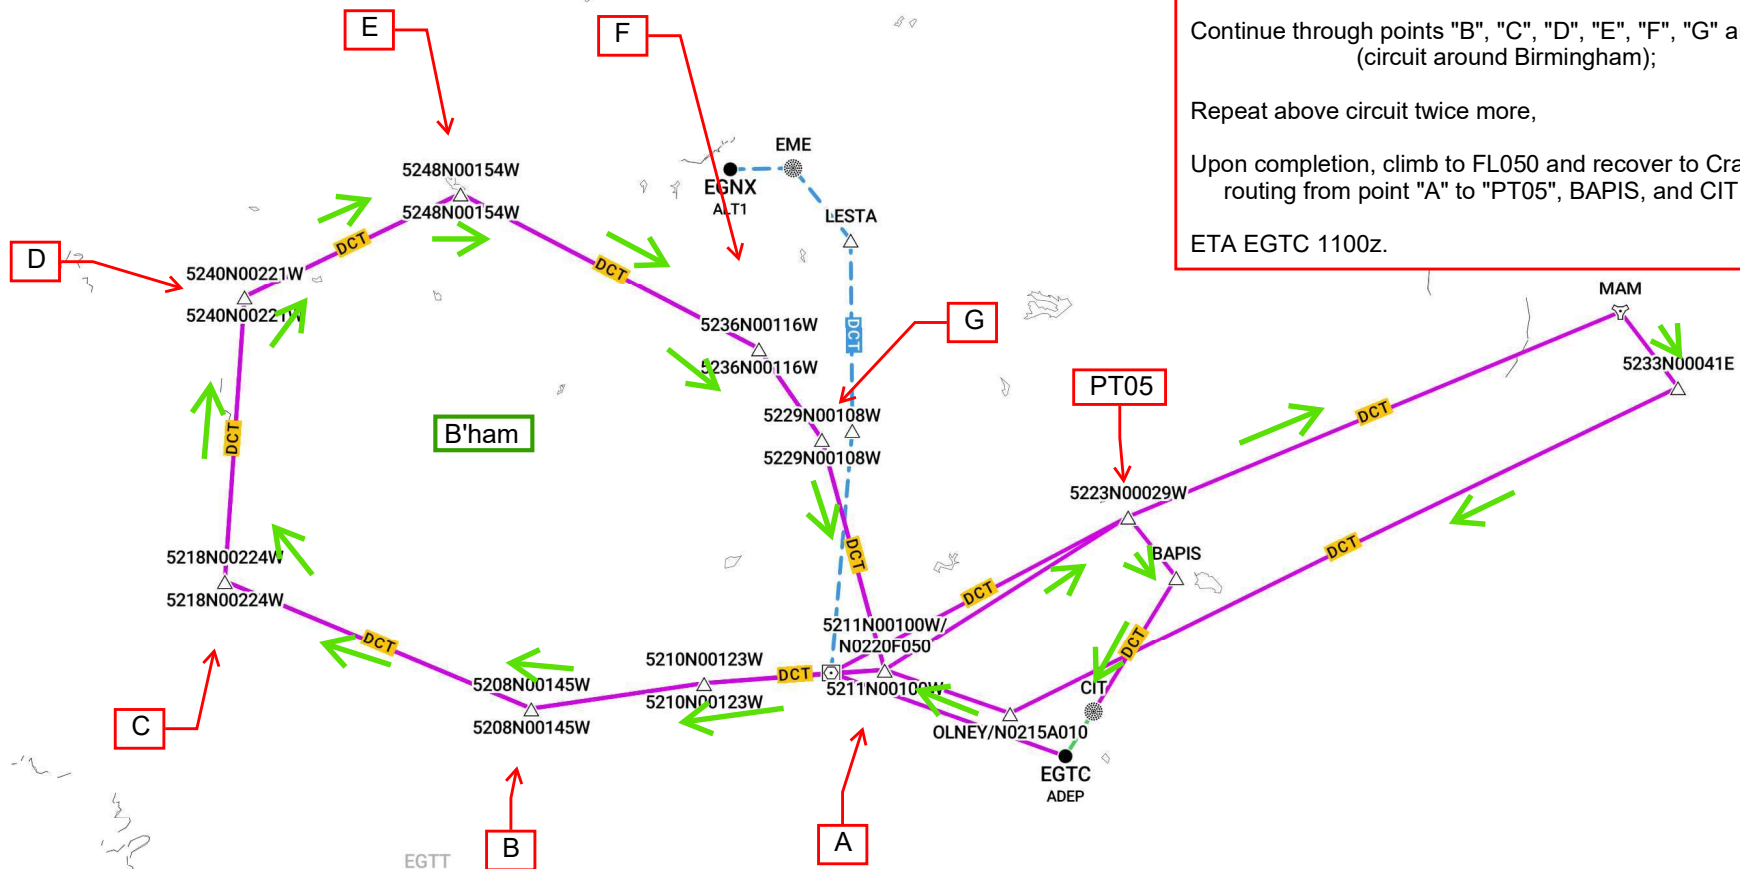 E
F
Continue through points "B", "C", "D", "E", "F", "G" a
(circuit around Birmingham);
Repeat above circuit twice more,
Upon completion, climb to FL050 and recover to Cra
routing from point "A" to "PT05", BAPIS, and CIT
ETA EGTC 1100z.
EME
5248N00154W
EGNX
ALT1
5248N00154W
LESTA
DCT
D
5240N00221W
DCT
5240N00221W
MAM
5236N00116W
G
DCT
5236N00116W
5233N00041E
PT05
DCT
5229N00108W
B'ham
DCT
5229N00108W
5223N00029W
DCT
DCT
BAPIS
5218N00224W
DCT
5218N00224W
5211N00100W/
N0220F050
DCT
DCT
5210N00123W
DCT
5208N00145W
5211N00100W
CIT
5210N00123W
C
5208N00145W
OLNEY/N0215A010
EGTC
ADEP
B
A
EGTT